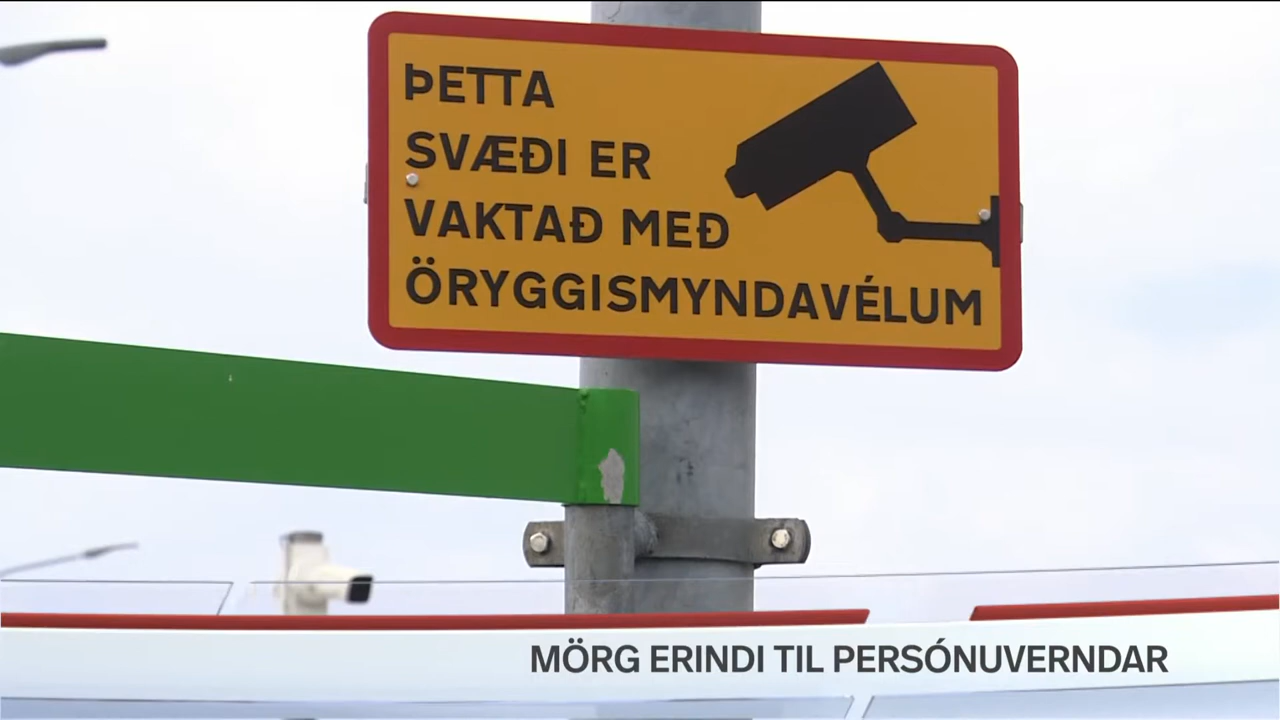 ÞETTA
SVÆÐI ER
VAKTAÐ MEÐ
ÖRYGGISMYNDAVÉLUM
MÖRG ERINDI TIL PERSÓNUVERNDAR